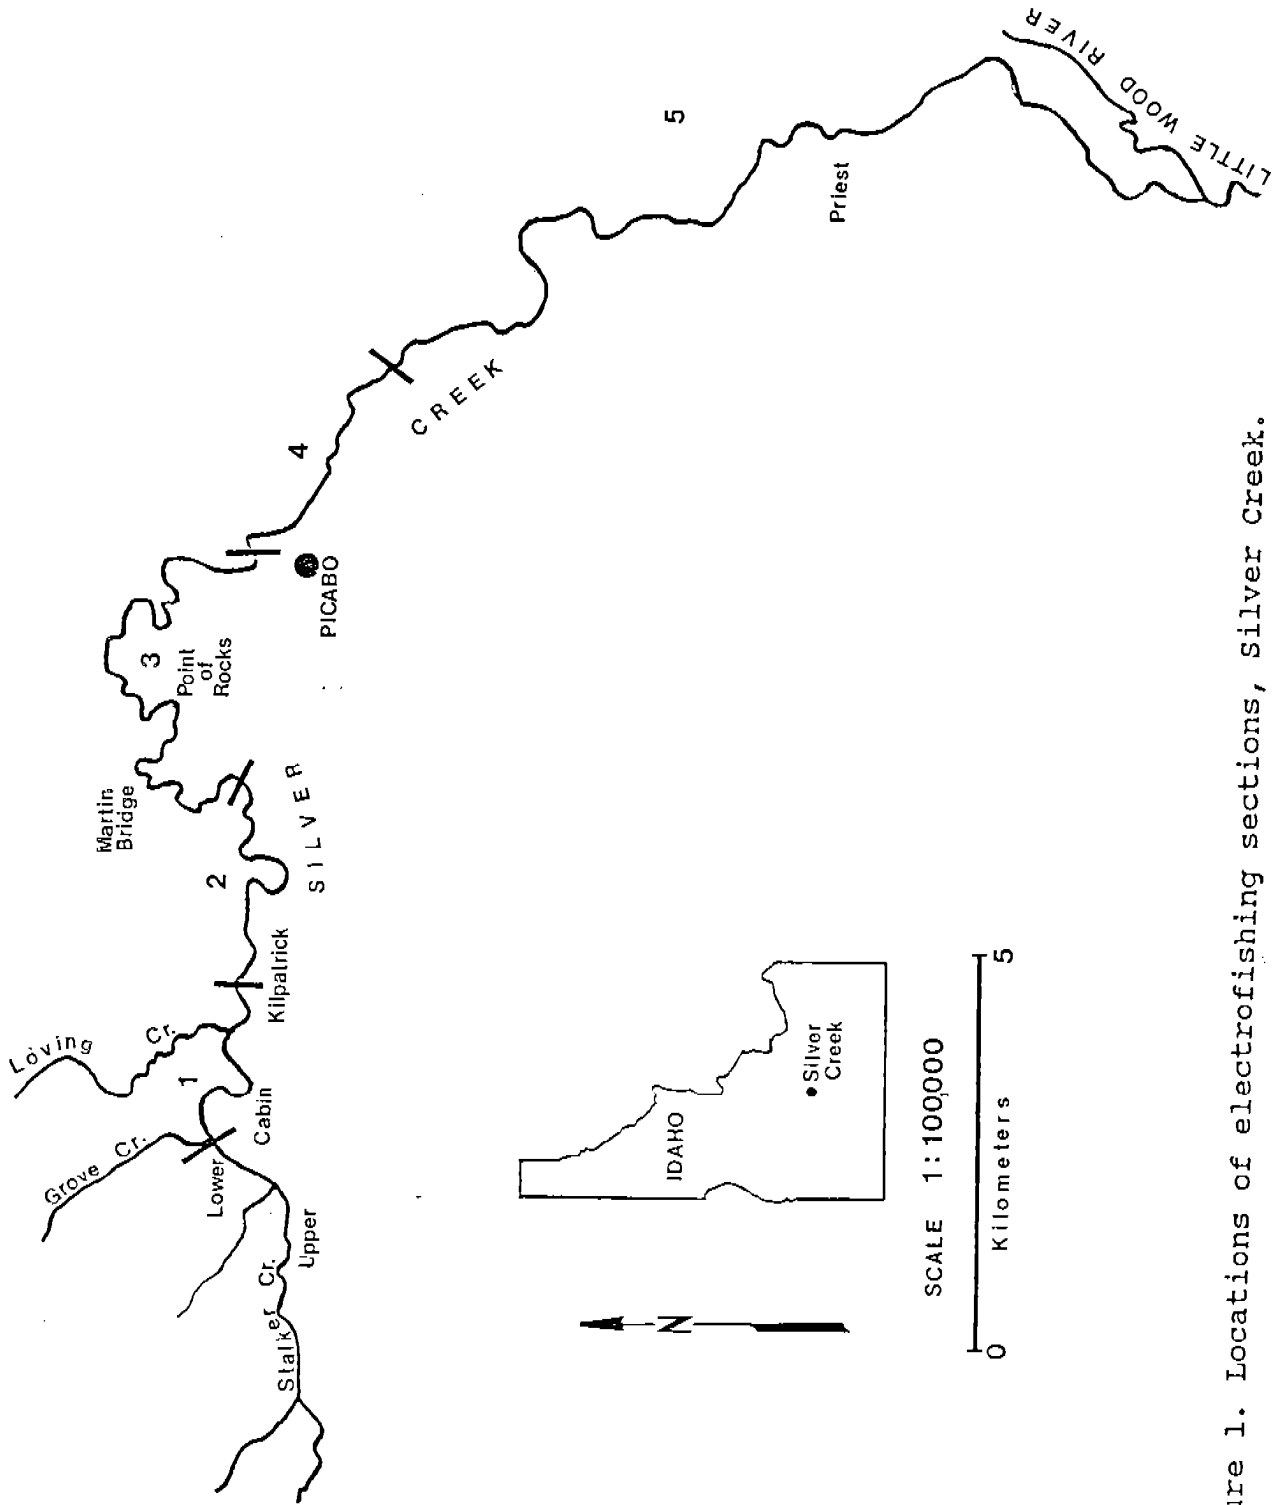 Loving
Cr.
Grove Cr.
1
Lower
Cabin
Kilpatrick
Stalker Cr.
Upper
2
Martin
Bridge
3
Point
of
Rocks
SILVER
PICABO
4
CREEK
5
Priest
LITTLE WOOD RIVER
IDAHO
Silver
Creek
N
SCALE 1:100,000
0 5
Kilometers
ure 1. Locations of electrofishing sections, Silver Creek.